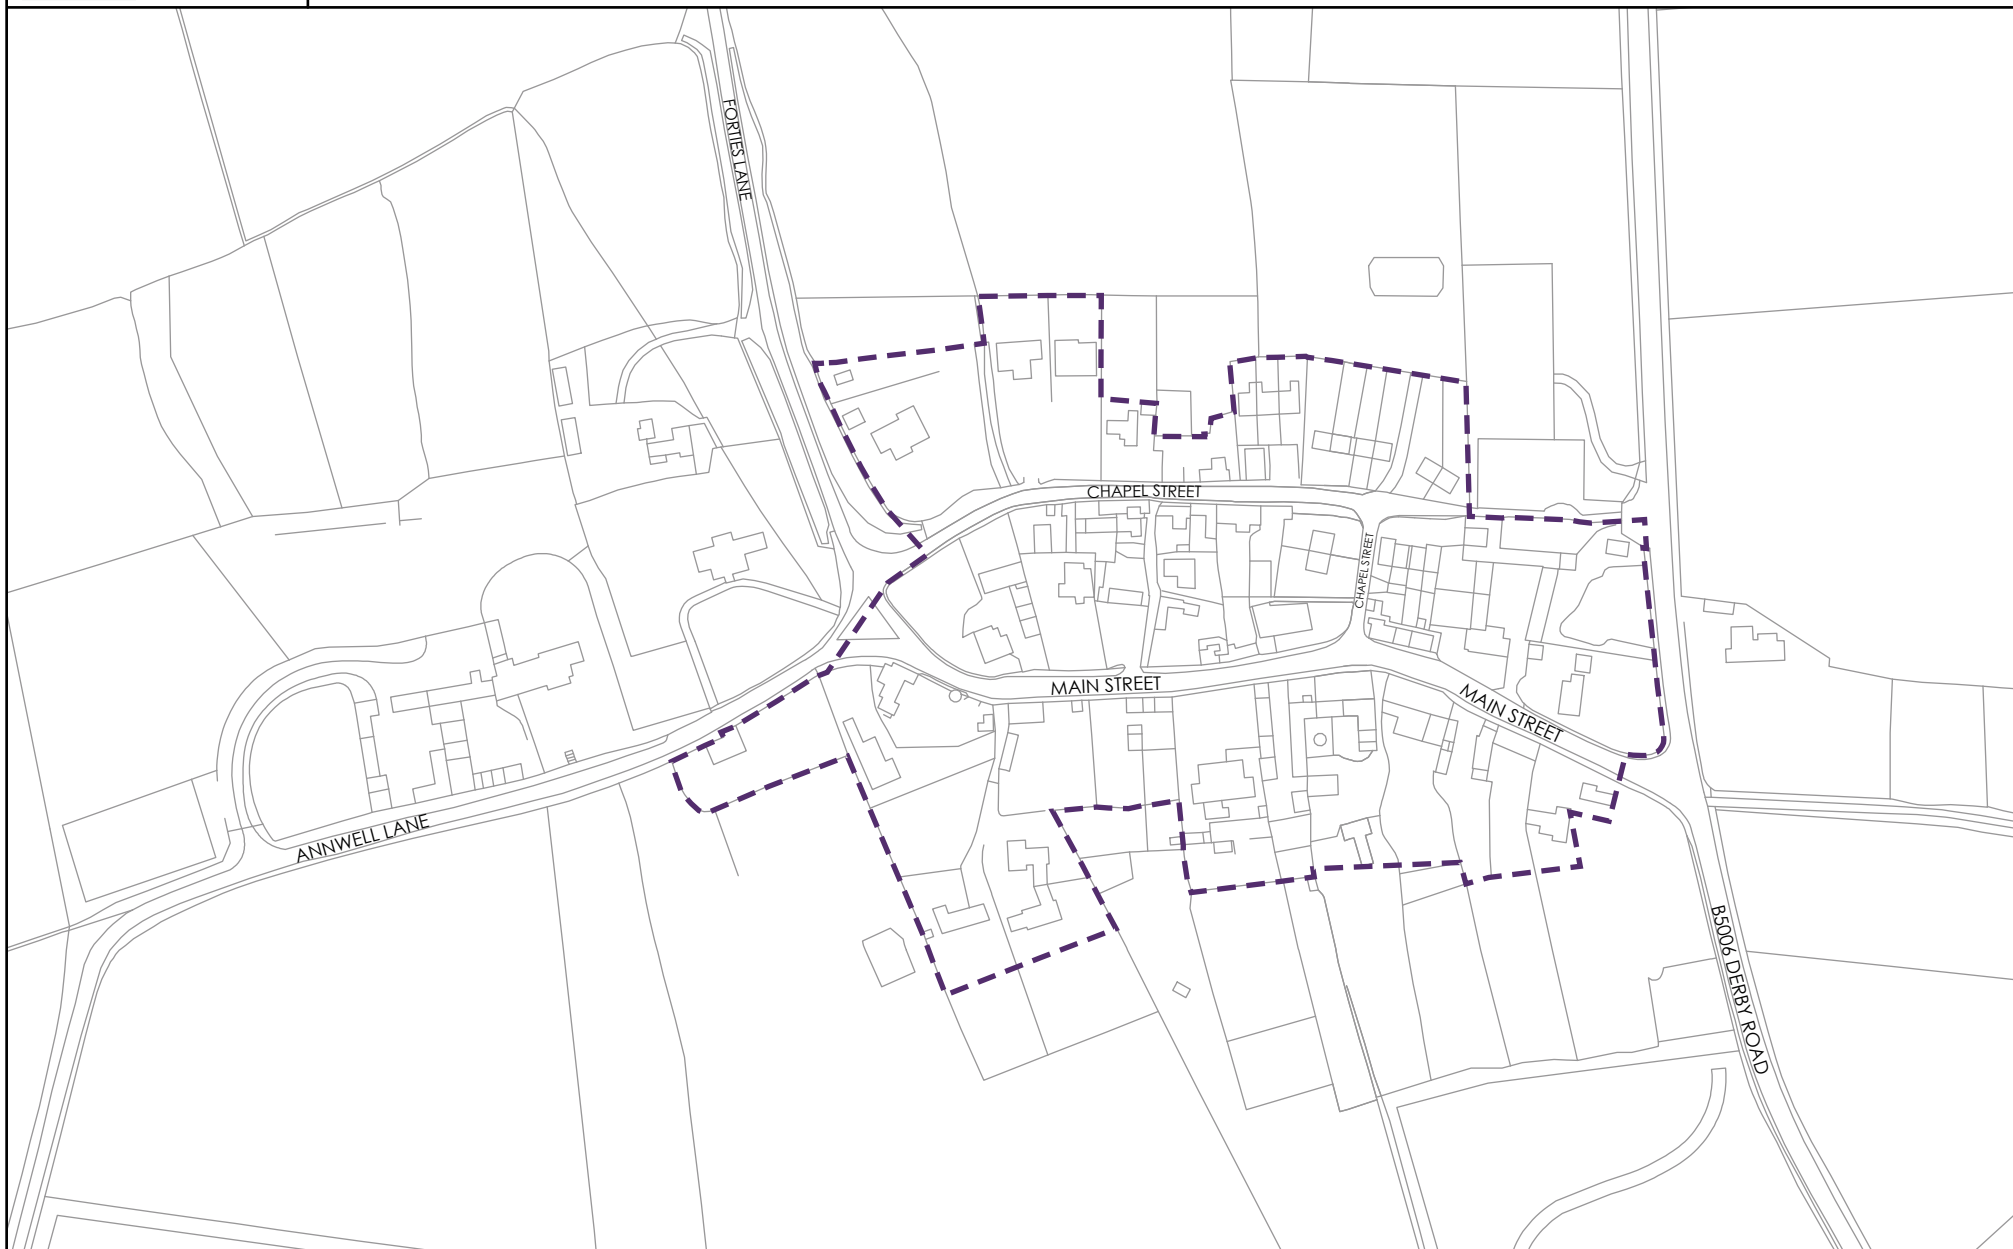 FORTIES LANE
CHAPEL STREET
CHAPEL STREET
MAIN STREET
MAIN STREET
ANNWELL LANE
B5006 DERBY ROAD